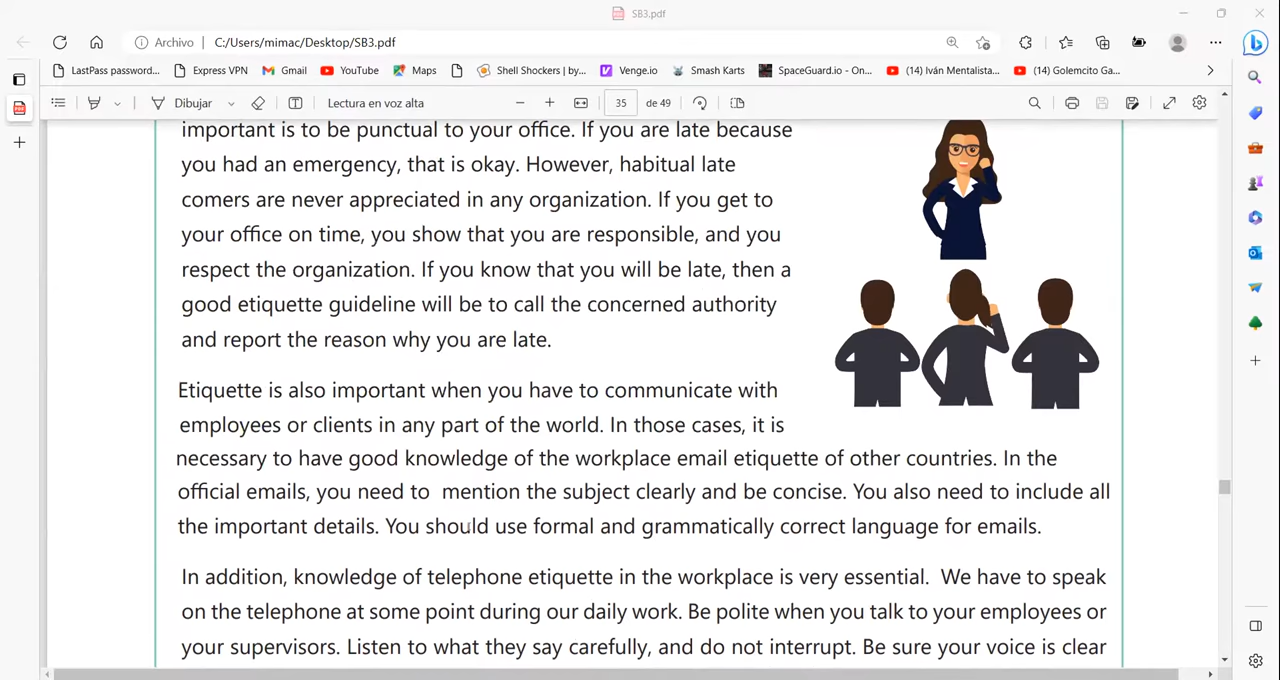 SB3.pdf
Archivo C:/Users/mimac/Desktop/SB3.pdf
LastPass password... Express VPN Gmail YouTube Maps Shell Shockers | by... Venge.io Smash Karts SpaceGuard.io - On... (14) Iván Mentalista... (14) Golemcito Ga...
Dibujar Lectura en voz alta 35 de 49
important is to be punctual to your office. If you are late because
you had an emergency, that is okay. However, habitual late
comers are never appreciated in any organization. If you get to
your office on time, you show that you are responsible, and you
respect the organization. If you know that you will be late, then a
good etiquette guideline will be to call the concerned authority
and report the reason why you are late.
Etiquette is also important when you have to communicate with
employees or clients in any part of the world. In those cases, it is
necessary to have good knowledge of the workplace email etiquette of other countries. In the
official emails, you need to mention the subject clearly and be concise. You also need to include all
the important details. You should use formal and grammatically correct language for emails.
In addition, knowledge of telephone etiquette in the workplace is very essential. We have to speak
on the telephone at some point during our daily work. Be polite when you talk to your employees or
your supervisors. Listen to what they say carefully, and do not interrupt. Be sure your voice is clear